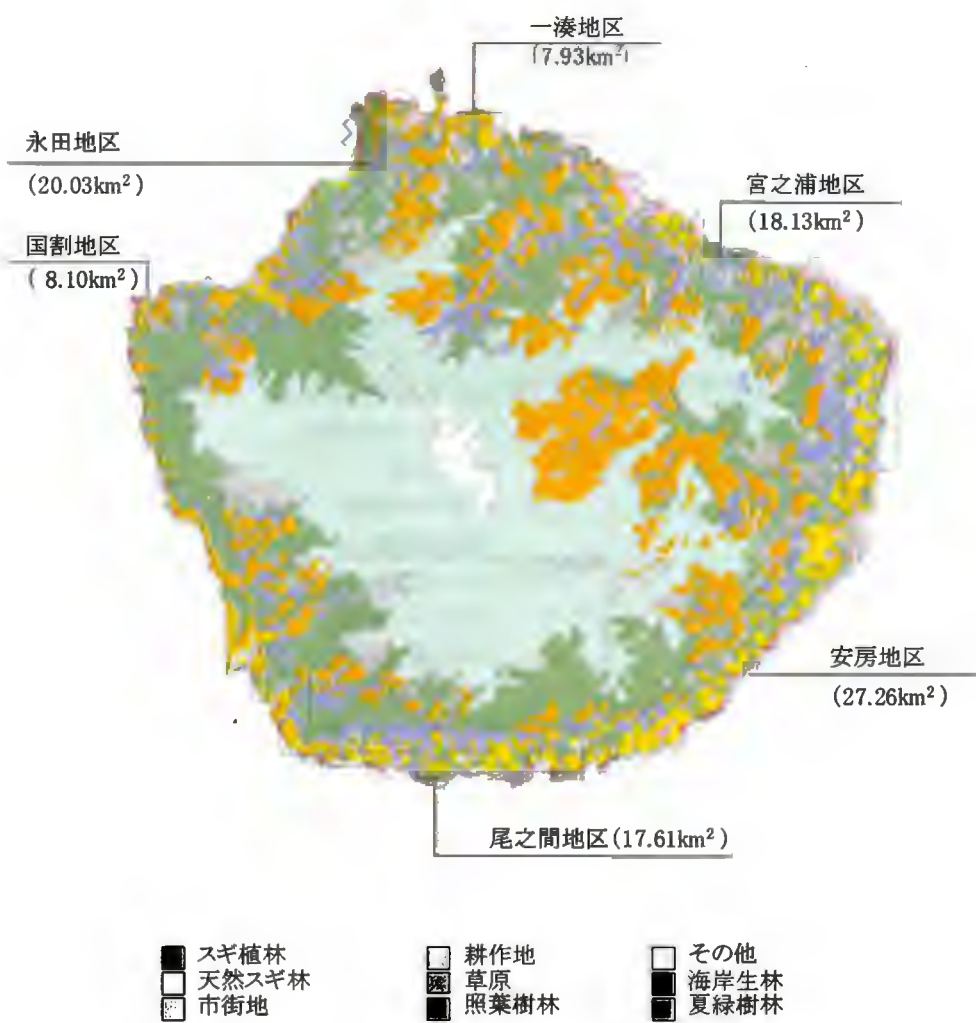 一湊地区
(7.93km²)
永田地区
(20.03km²)
宮之浦地区
(18.13km²)
国割地区
( 8.10km²)
安房地区
(27.26km²)
尾之間地区(17.61km²)
スギ植林
天然スギ林
市街地
耕作地
草原
照葉樹林
その他
海岸生林
夏緑樹林